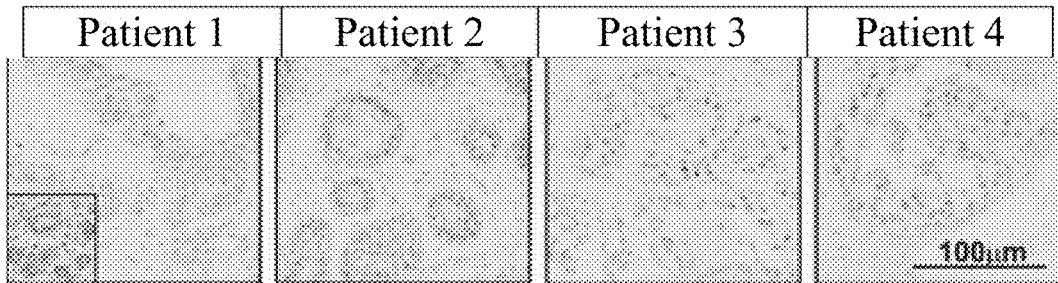 Patient 1 Patient 2 Patient 3 Patient 4
100μm